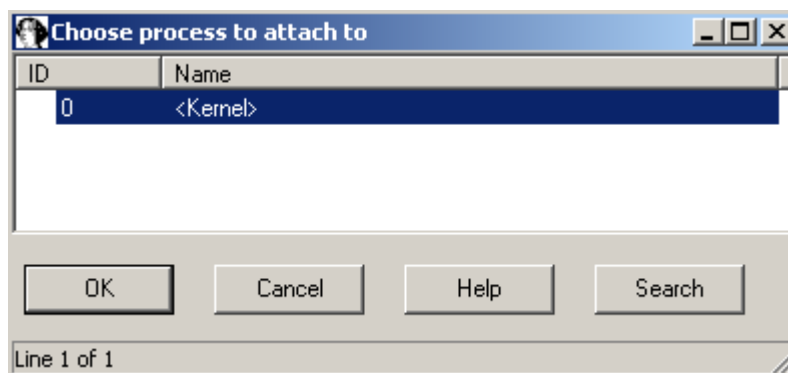 Choose process to attach to
ID Name
0 <Kernel>
OK Cancel Help Search
Line 1 of 1